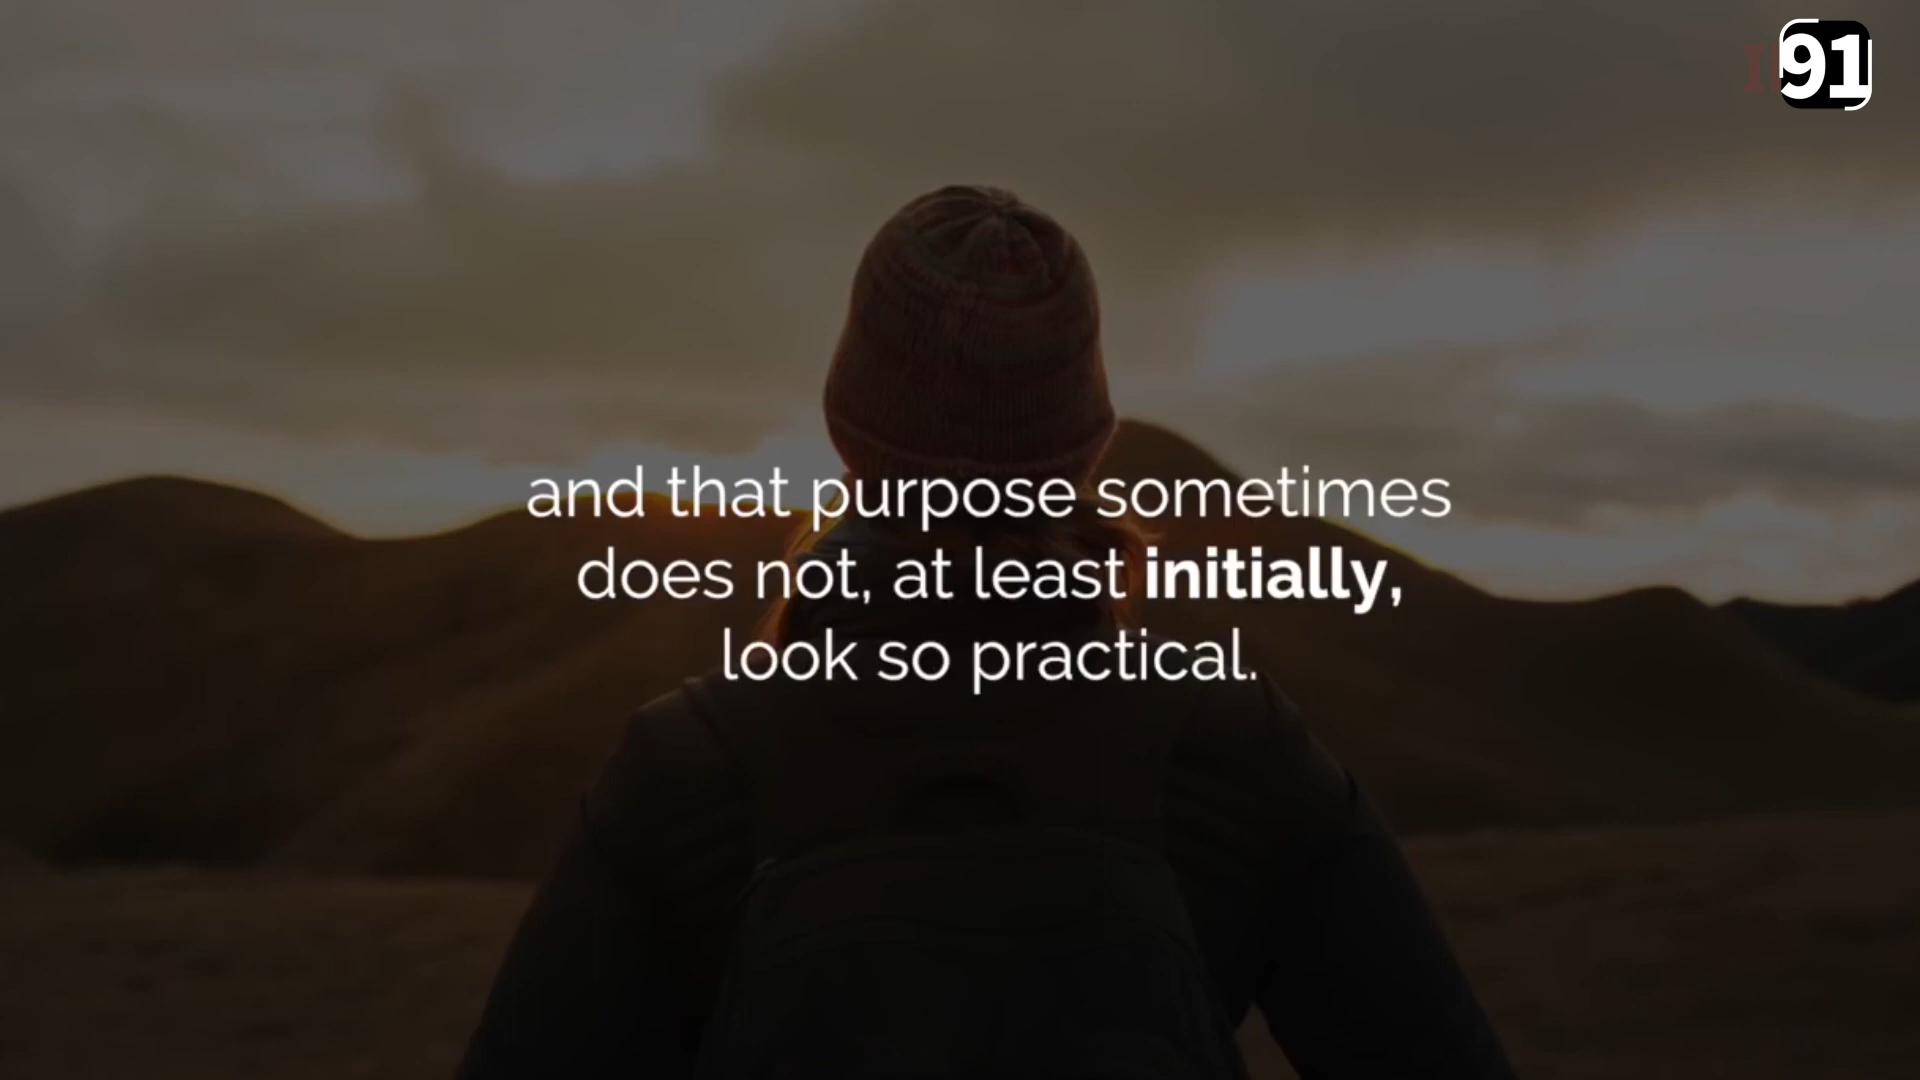 91
and that purpose sometimes
does not, at least initially,
look so practical.